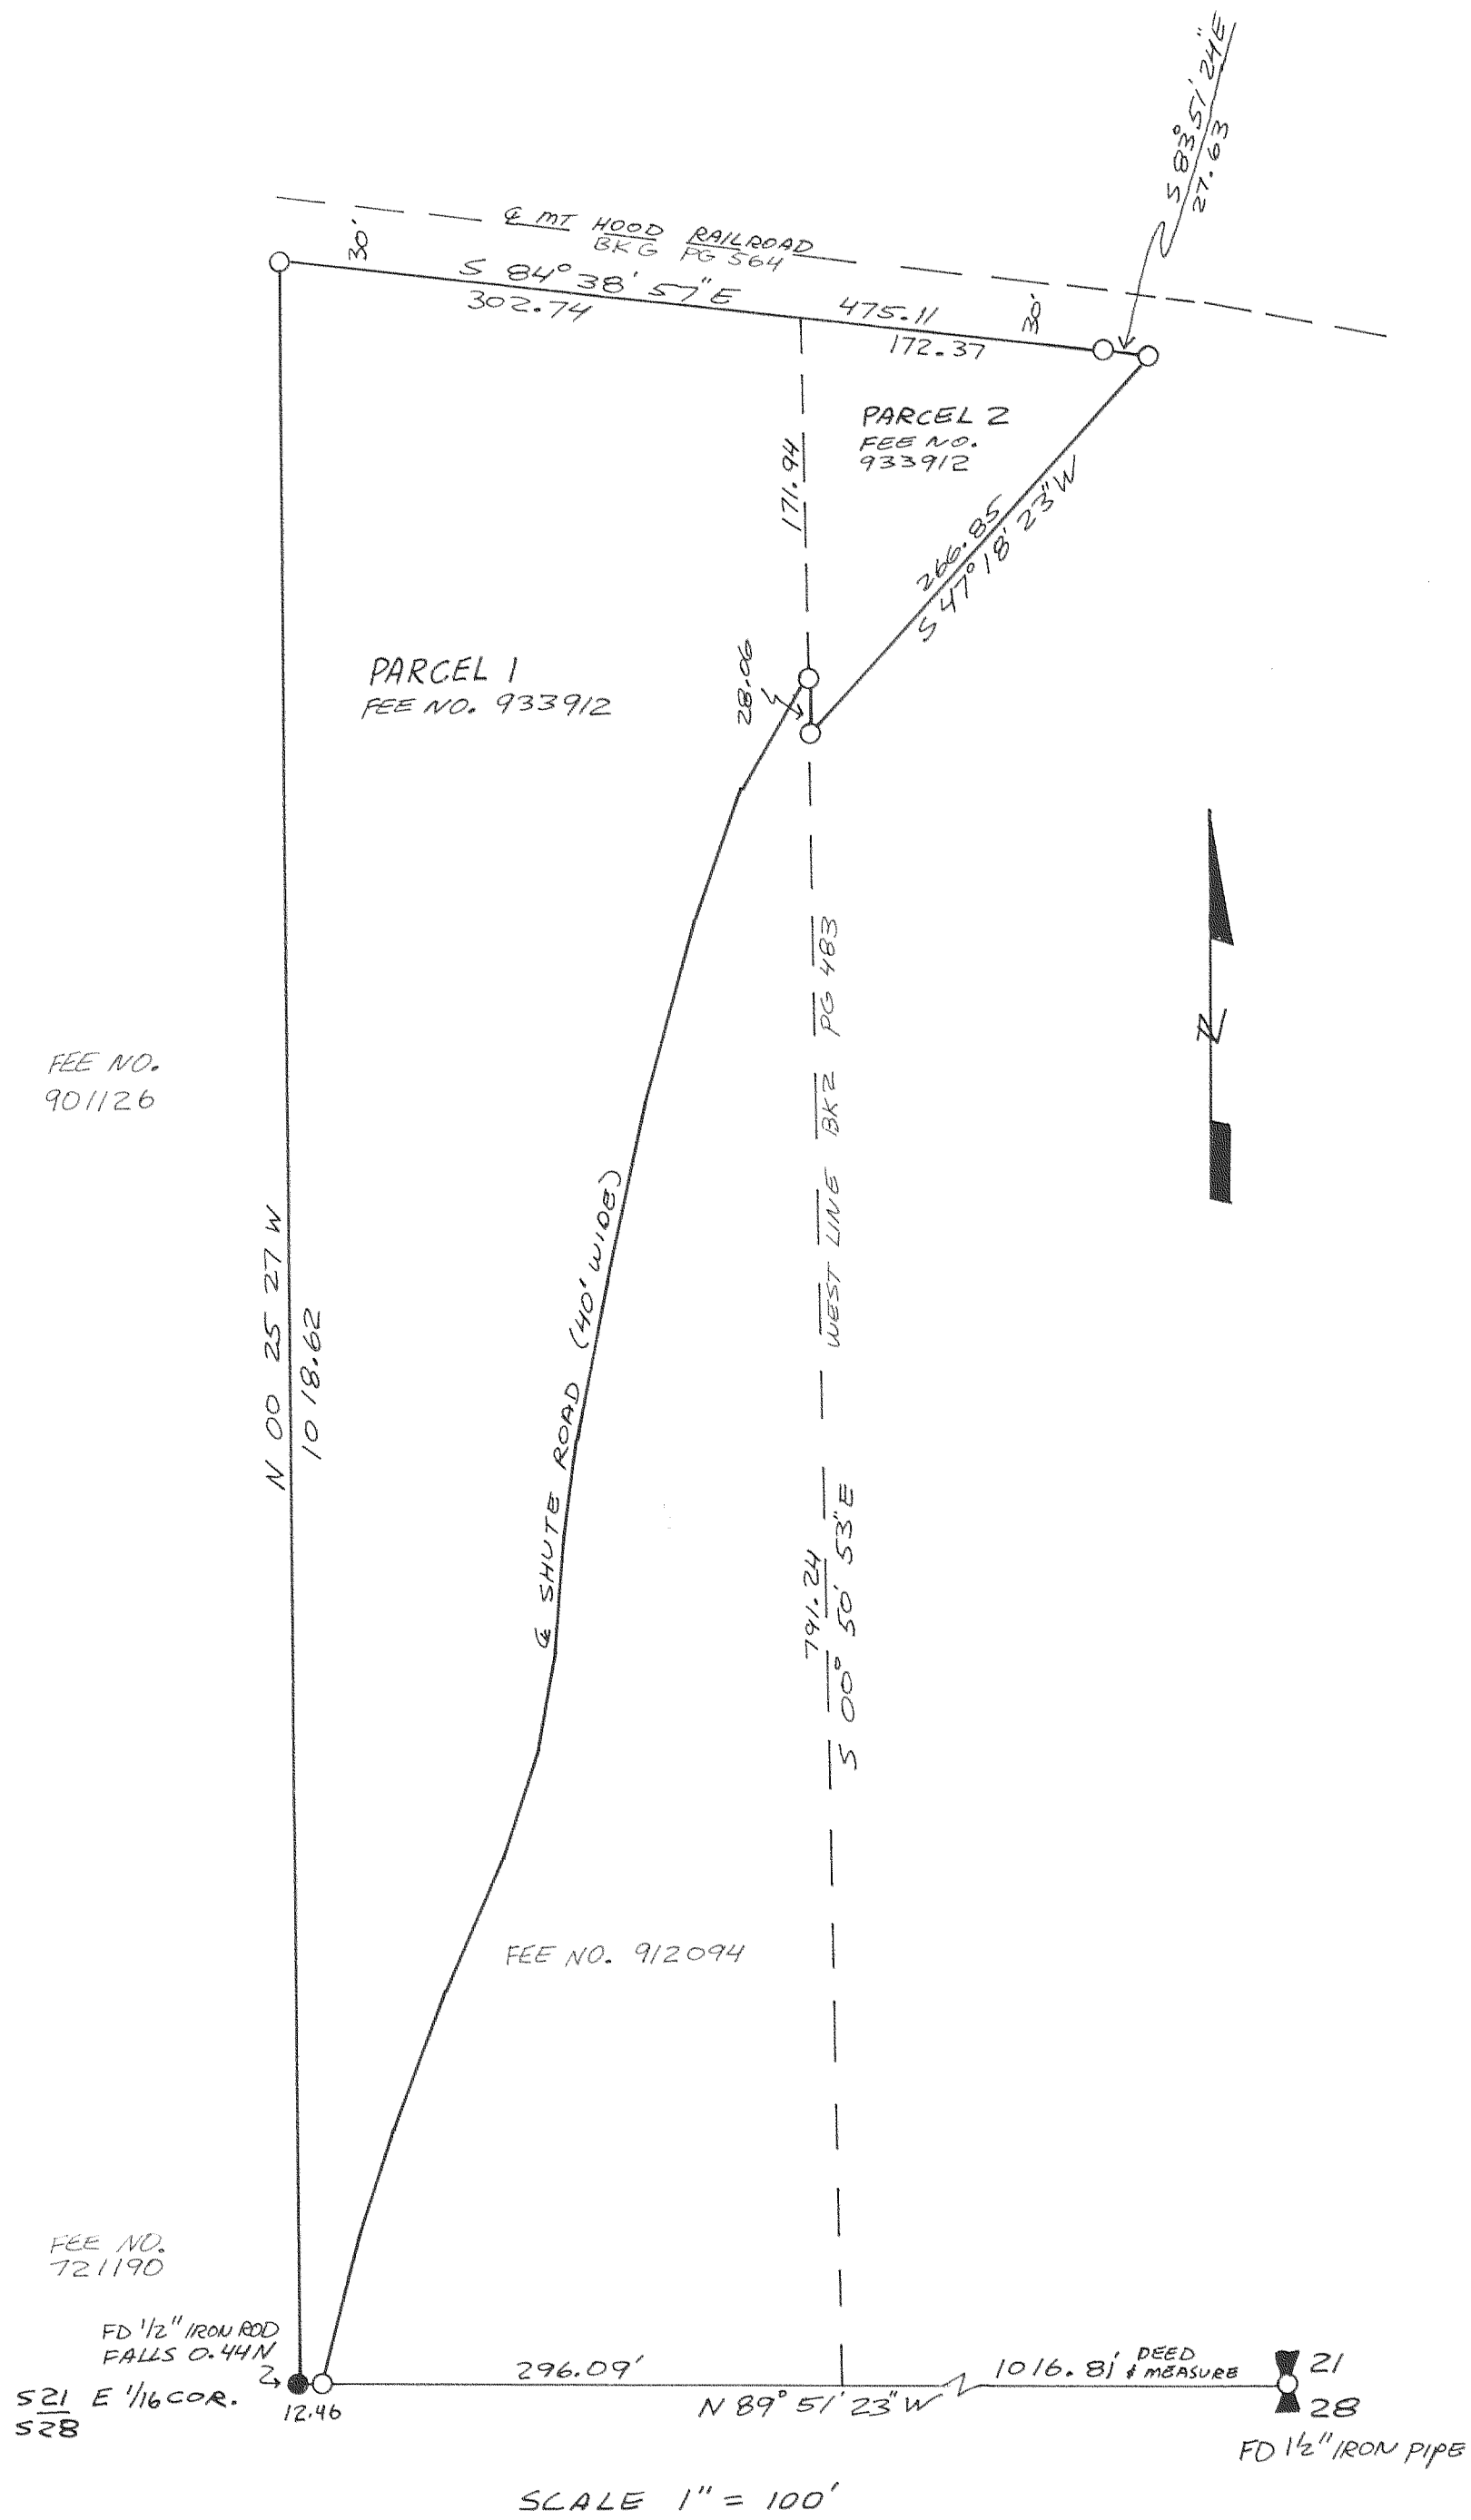 S 83° 51' 24" E
27.63
℄ MT HOOD RAILROAD
BK G PG 564
30'
S 84° 38' 57" E
302.74
475.11
30'
172.37
PARCEL 2
FEE NO.
933912
171.94
266.85
S 47° 18' 23" W
28.06
PARCEL 1
FEE NO. 933912
WEST LINE BK 2 PG 483
N
FEE NO.
901126
℄ SHUTE ROAD (40' WIDE)
N 00 25 27 W
1018.62
791.24
S 00° 50' 53" E
FEE NO. 912094
FEE NO.
721190
FD 1/2" IRON ROD
FALLS 0.44 N
S21 E 1/16 COR.
S28
12.46
296.09'
N 89° 51' 23" W
1016.81' DEED
& MEASURE
21
28
FD 1½" IRON PIPE
SCALE 1" = 100'